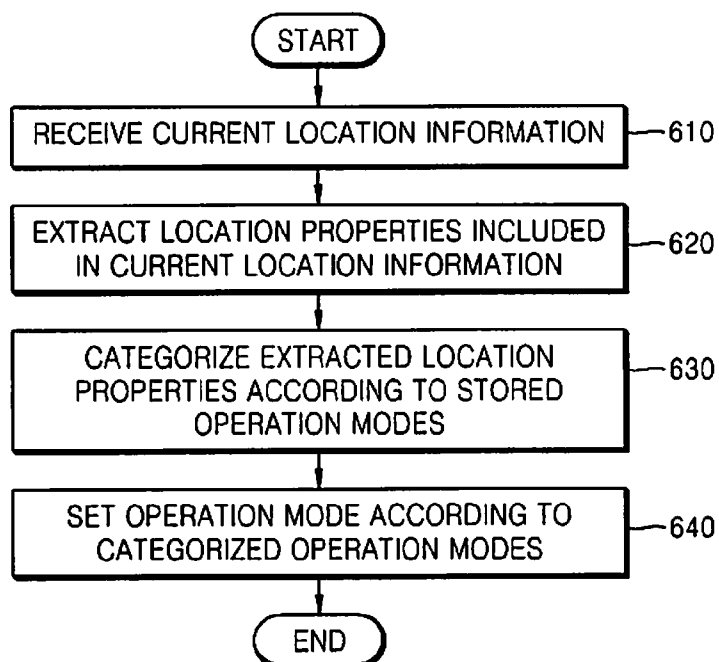 START
RECEIVE CURRENT LOCATION INFORMATION
610
EXTRACT LOCATION PROPERTIES INCLUDED
IN CURRENT LOCATION INFORMATION
620
CATEGORIZE EXTRACTED LOCATION
PROPERTIES ACCORDING TO STORED
OPERATION MODES
630
SET OPERATION MODE ACCORDING TO
CATEGORIZED OPERATION MODES
640
END